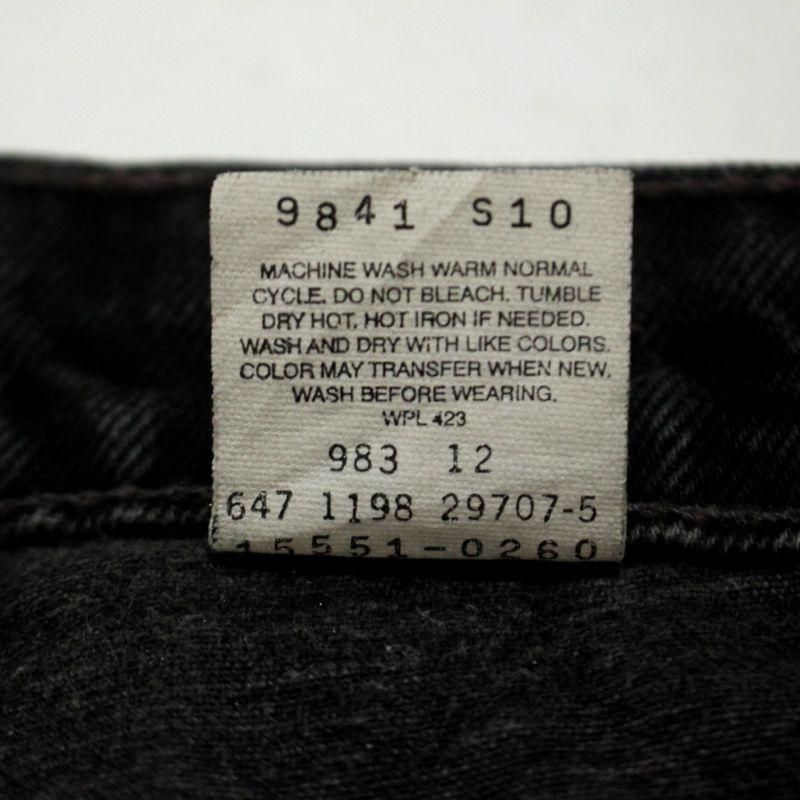 9841 S10
MACHINE WASH WARM NORMAL
CYCLE. DO NOT BLEACH. TUMBLE
DRY HOT. HOT IRON IF NEEDED.
WASH AND DRY WITH LIKE COLORS.
COLOR MAY TRANSFER WHEN NEW.
WASH BEFORE WEARING.
WPL 423
983 12
647 1198 29707-5
15551-0260